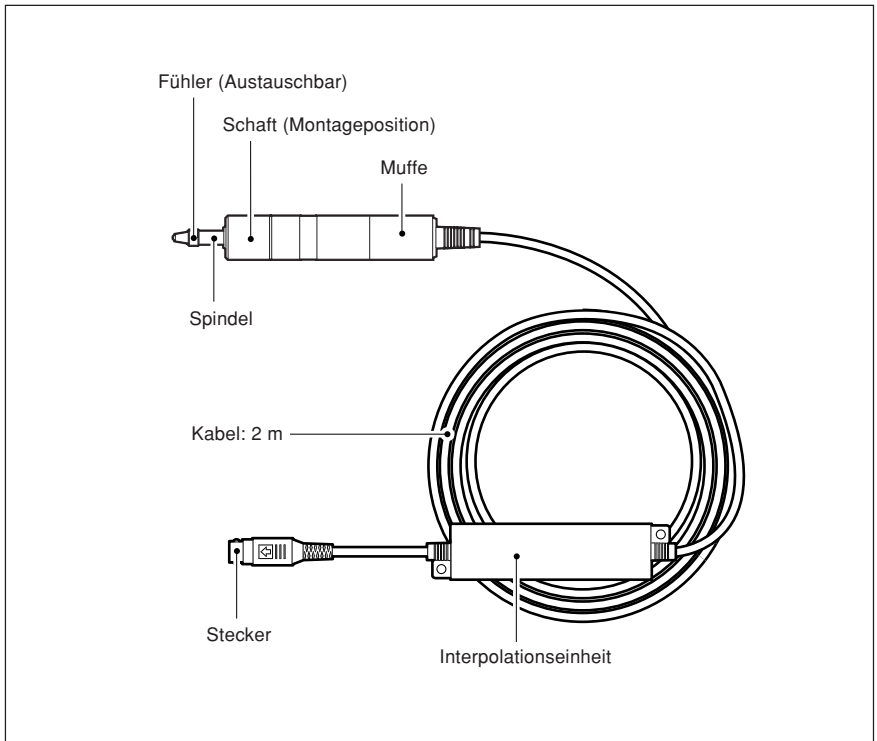 Fühler (Austauschbar)
Schaft (Montageposition)
Muffe
Spindel
Kabel: 2 m
Stecker
Interpolationseinheit